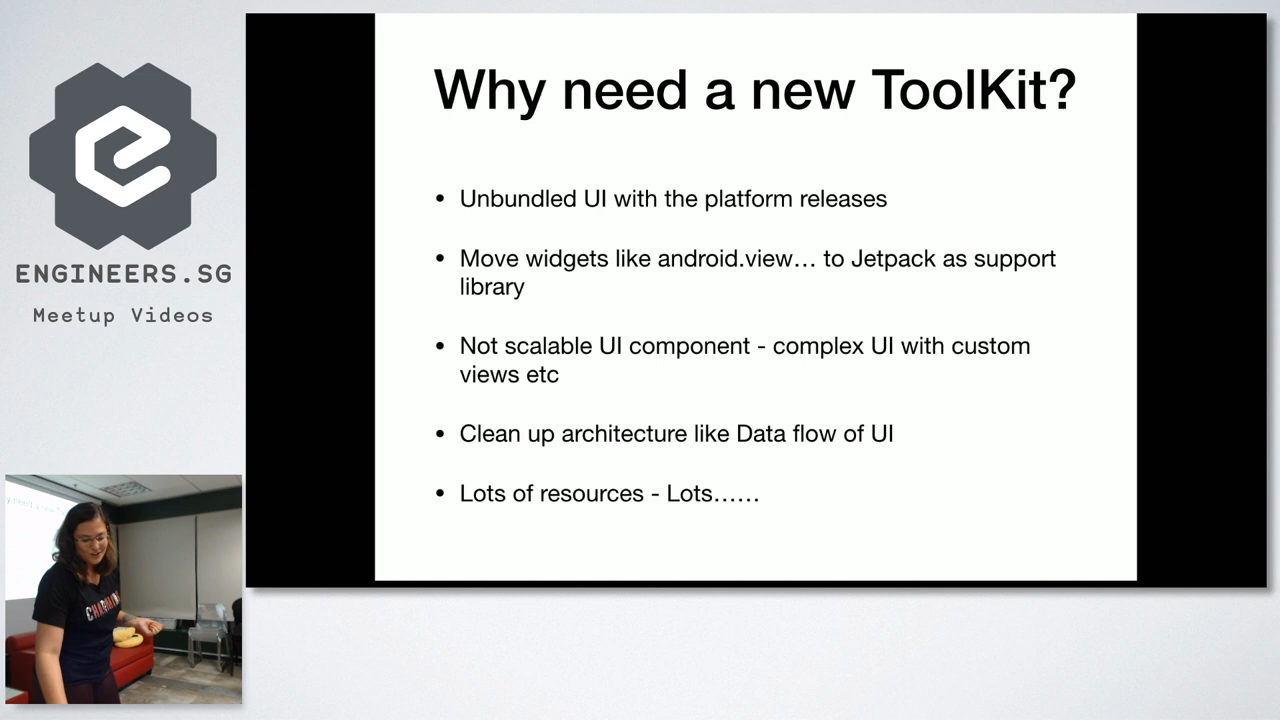 ENGINEERS.SG
Meetup Videos
Why need a new ToolKit?
• Unbundled UI with the platform releases
• Move widgets like android.view… to Jetpack as support
library
• Not scalable UI component - complex UI with custom
views etc
• Clean up architecture like Data flow of UI
• Lots of resources - Lots……